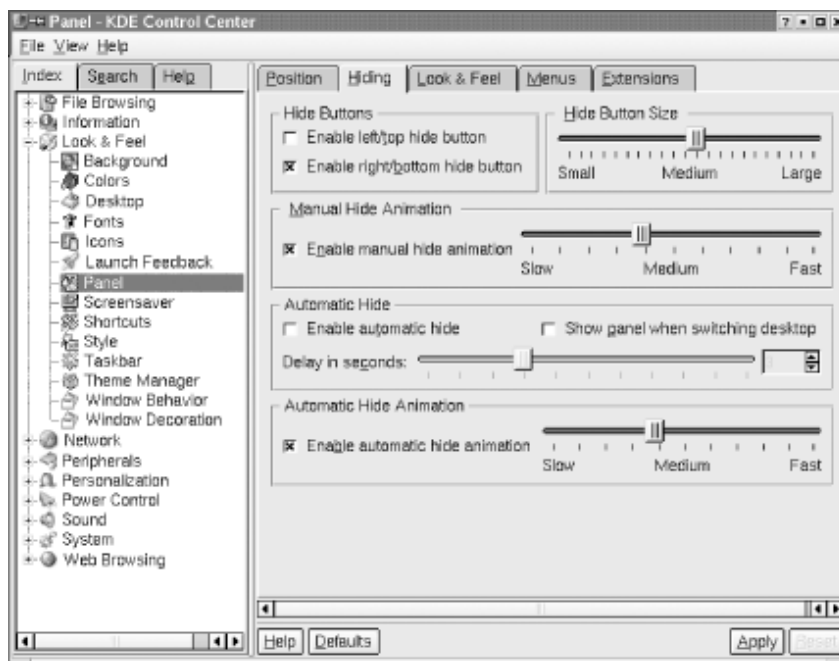 Panel - KDE Control Center
File View Help
Index Search Help
File Browsing
Information
Look & Feel
Background
Colors
Desktop
Fonts
Icons
Launch Feedback
Panel
Screensaver
Shortcuts
Style
Taskbar
Theme Manager
Window Behavior
Window Decoration
Network
Peripherals
Personalization
Power Control
Sound
System
Web Browsing
Position Hiding Look & Feel Menus Extensions
Hide Buttons
Enable left/top hide button
Enable right/bottom hide button
Hide Button Size
Small Medium Large
Manual Hide Animation
Enable manual hide animation
Slow Medium Fast
Automatic Hide
Enable automatic hide Show panel when switching desktop
Delay in seconds:
Automatic Hide Animation
Enable automatic hide animation
Slow Medium Fast
Help Defaults Apply Reset